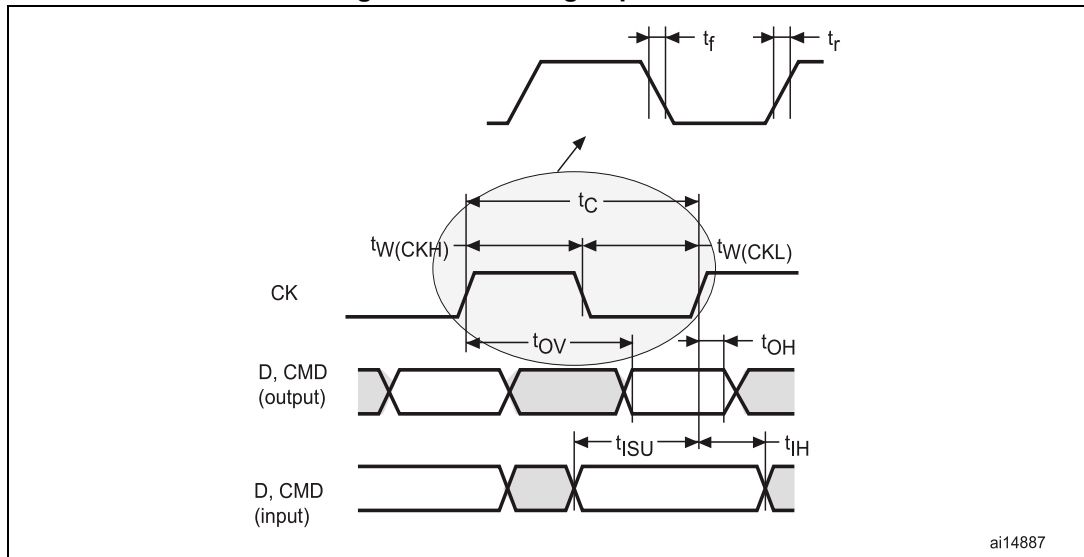 tf
tr
tC
tW(CKH)
tW(CKL)
CK
tOV
tOH
D, CMD
(output)
tISU
tIH
D, CMD
(input)
ai14887